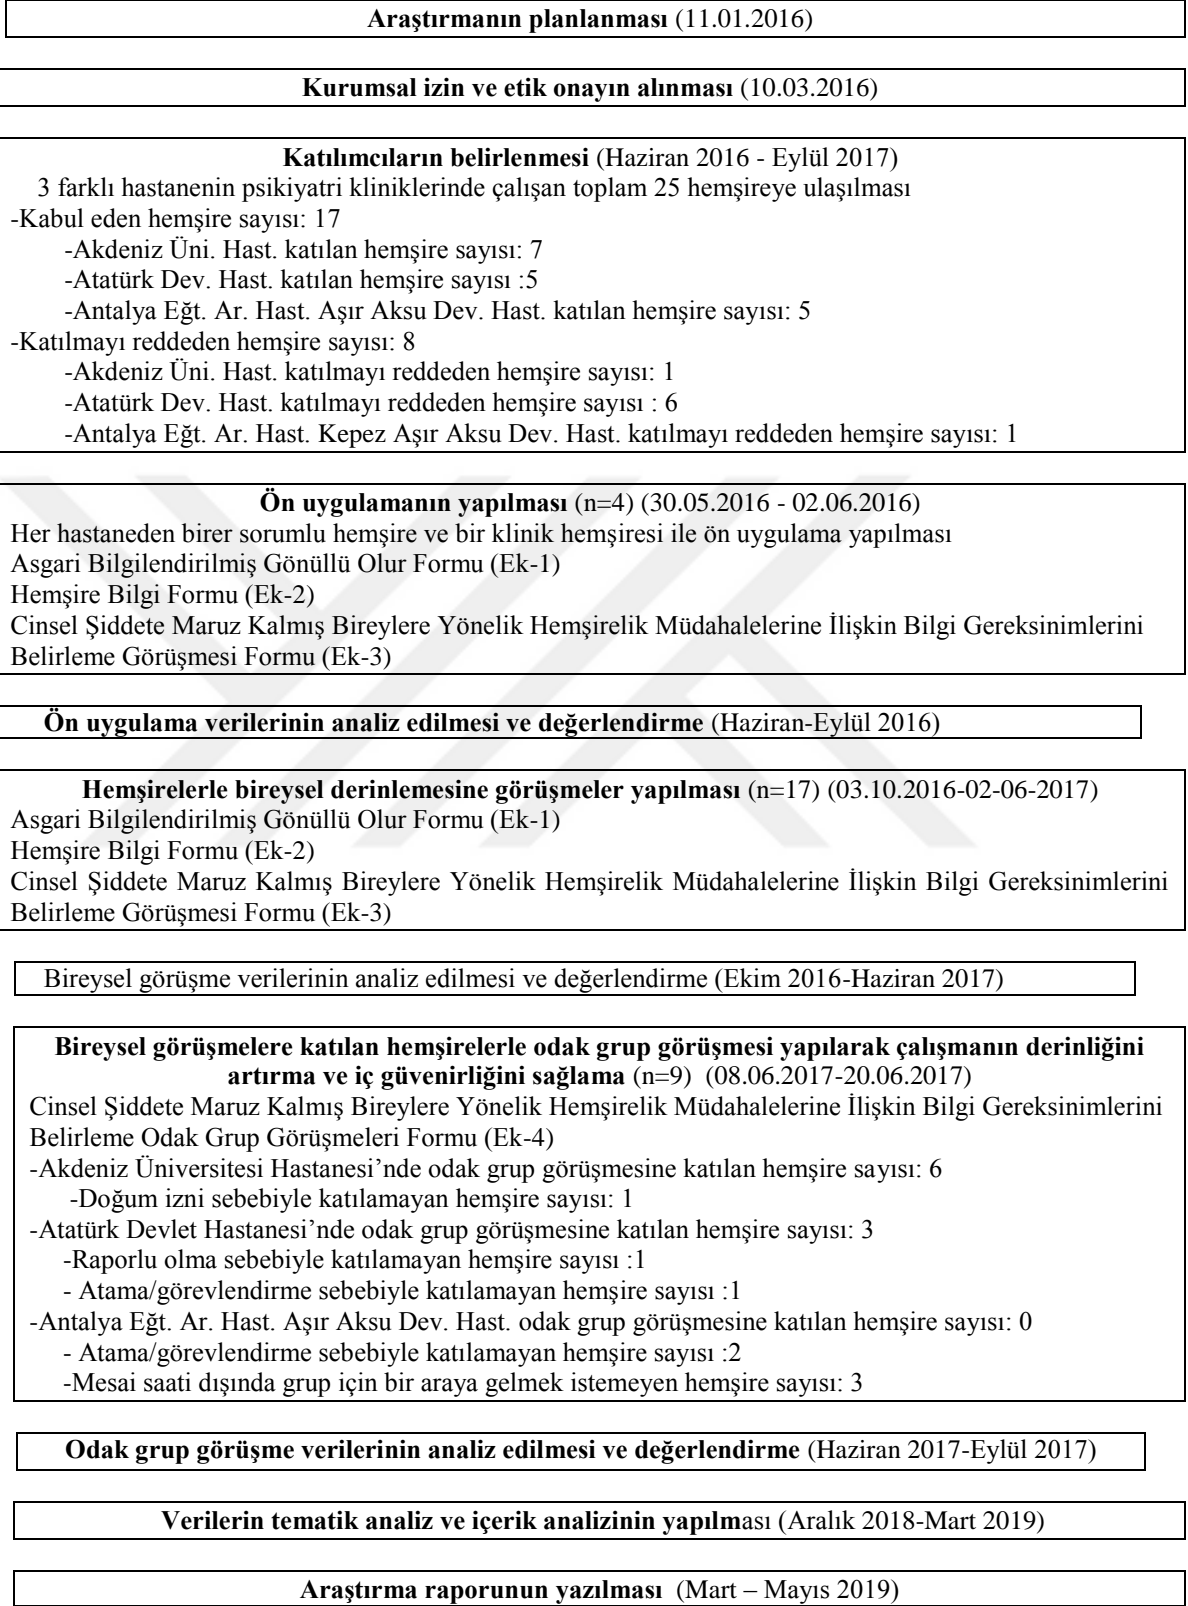 Araştırmanın planlanması (11.01.2016)
Kurumsal izin ve etik onayın alınması (10.03.2016)
Katılımcıların belirlenmesi (Haziran 2016 - Eylül 2017)
3 farklı hastanenin psikiyatri kliniklerinde çalışan toplam 25 hemşireye ulaşılması
-Kabul eden hemşire sayısı: 17
-Akdeniz Üni. Hast. katılan hemşire sayısı: 7
-Atatürk Dev. Hast. katılan hemşire sayısı :5
-Antalya Eğt. Ar. Hast. Aşır Aksu Dev. Hast. katılan hemşire sayısı: 5
-Katılmayı reddeden hemşire sayısı: 8
-Akdeniz Üni. Hast. katılmayı reddeden hemşire sayısı: 1
-Atatürk Dev. Hast. katılmayı reddeden hemşire sayısı : 6
-Antalya Eğt. Ar. Hast. Kepez Aşır Aksu Dev. Hast. katılmayı reddeden hemşire sayısı: 1
Ön uygulamanın yapılması (n=4) (30.05.2016 - 02.06.2016)
Her hastaneden birer sorumlu hemşire ve bir klinik hemşiresi ile ön uygulama yapılması
Asgari Bilgilendirilmiş Gönüllü Olur Formu (Ek-1)
Hemşire Bilgi Formu (Ek-2)
Cinsel Şiddete Maruz Kalmış Bireylere Yönelik Hemşirelik Müdahalelerine İlişkin Bilgi Gereksinimlerini
Belirleme Görüşmesi Formu (Ek-3)
Ön uygulama verilerinin analiz edilmesi ve değerlendirme (Haziran-Eylül 2016)
Hemşirelerle bireysel derinlemesine görüşmeler yapılması (n=17) (03.10.2016-02-06-2017)
Asgari Bilgilendirilmiş Gönüllü Olur Formu (Ek-1)
Hemşire Bilgi Formu (Ek-2)
Cinsel Şiddete Maruz Kalmış Bireylere Yönelik Hemşirelik Müdahalelerine İlişkin Bilgi Gereksinimlerini
Belirleme Görüşmesi Formu (Ek-3)
Bireysel görüşme verilerinin analiz edilmesi ve değerlendirme (Ekim 2016-Haziran 2017)
Bireysel görüşmelere katılan hemşirelerle odak grup görüşmesi yapılarak çalışmanın derinliğini
artırma ve iç güvenirliğini sağlama (n=9) (08.06.2017-20.06.2017)
Cinsel Şiddete Maruz Kalmış Bireylere Yönelik Hemşirelik Müdahalelerine İlişkin Bilgi Gereksinimlerini
Belirleme Odak Grup Görüşmeleri Formu (Ek-4)
-Akdeniz Üniversitesi Hastanesi’nde odak grup görüşmesine katılan hemşire sayısı: 6
-Doğum izni sebebiyle katılamayan hemşire sayısı: 1
-Atatürk Devlet Hastanesi’nde odak grup görüşmesine katılan hemşire sayısı: 3
-Raporlu olma sebebiyle katılamayan hemşire sayısı :1
- Atama/görevlendirme sebebiyle katılamayan hemşire sayısı :1
-Antalya Eğt. Ar. Hast. Aşır Aksu Dev. Hast. odak grup görüşmesine katılan hemşire sayısı: 0
- Atama/görevlendirme sebebiyle katılamayan hemşire sayısı :2
-Mesai saati dışında grup için bir araya gelmek istemeyen hemşire sayısı: 3
Odak grup görüşme verilerinin analiz edilmesi ve değerlendirme (Haziran 2017-Eylül 2017)
Verilerin tematik analiz ve içerik analizinin yapılması (Aralık 2018-Mart 2019)
Araştırma raporunun yazılması (Mart – Mayıs 2019)